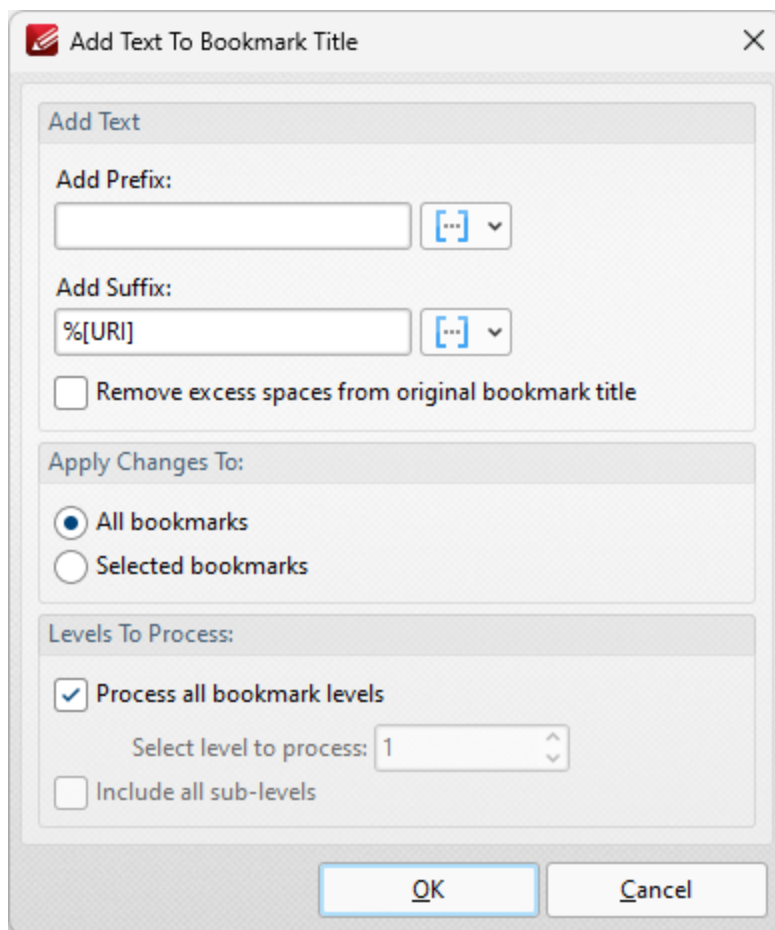 Add Text To Bookmark Title
Add Text
Add Prefix:
Add Suffix:
%[URI]
Remove excess spaces from original bookmark title
Apply Changes To:
All bookmarks
Selected bookmarks
Levels To Process:
Process all bookmark levels
Select level to process: 1
Include all sub-levels
OK Cancel